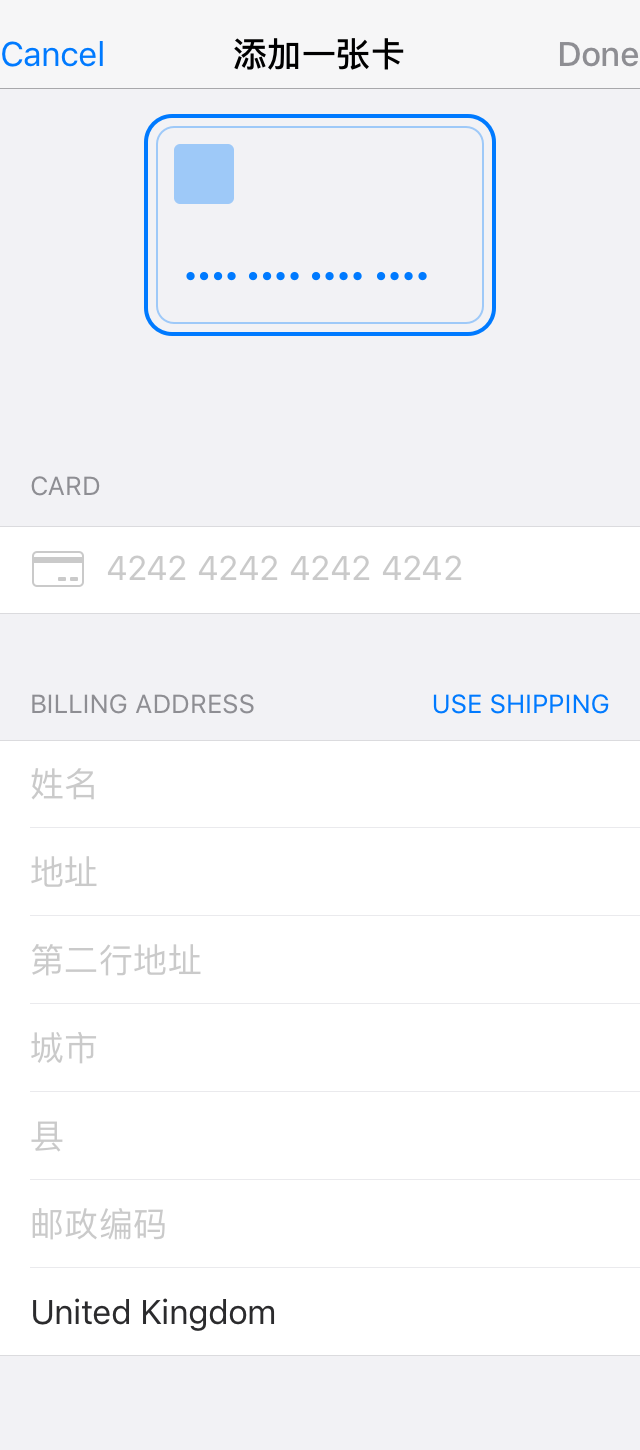 Cancel 添加一张卡 Done
•••• •••• •••• ••••
CARD
4242 4242 4242 4242
BILLING ADDRESS USE SHIPPING
姓名
地址
第二行地址
城市
县
邮政编码
United Kingdom